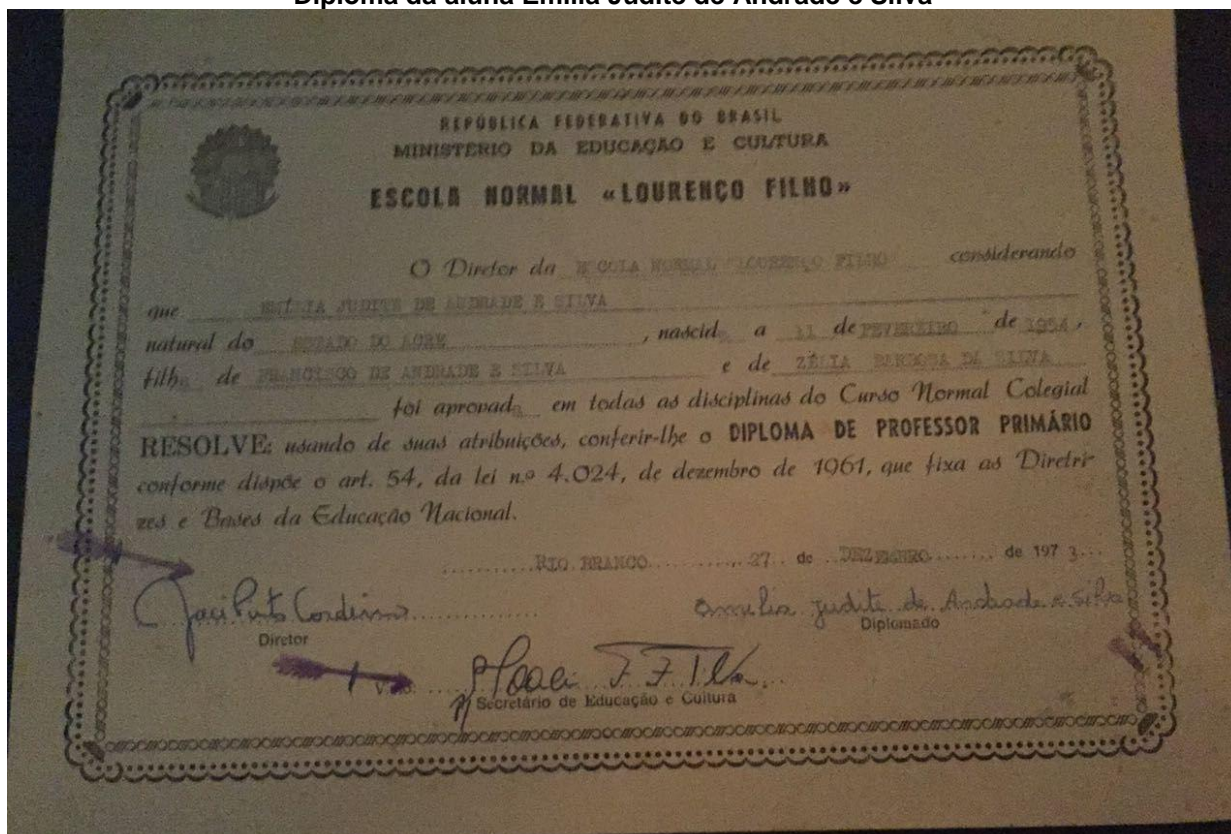 Diploma da aluna Emília Judite de Andrade e Silva
REPÚBLICA FEDERATIVA DO BRASIL
MINISTÉRIO DA EDUCAÇÃO E CULTURA
ESCOLA NORMAL «LOURENÇO FILHO»
O Diretor da ESCOLA NORMAL "LOURENÇO FILHO" considerando
que EMÍLIA JUDITE DE ANDRADE E SILVA
natural do ESTADO DO ACRE , nascida a 11 de FEVEREIRO de 1954,
filha de FRANCISCO DE ANDRADE E SILVA e de ZÉLIA BARBOSA DA SILVA
foi aprovada em todas as disciplinas do Curso Normal Colegial
RESOLVE: usando de suas atribuições, conferir-lhe o DIPLOMA DE PROFESSOR PRIMÁRIO
conforme dispõe o art. 54, da lei n.º 4.024, de dezembro de 1961, que fixa as Diretri-
zes e Bases da Educação Nacional.
RIO BRANCO 27 de DEZEMBRO de 1973
Judite de Andrade e Silva
Diretor
Diplomado
Secretário de Educação e Cultura